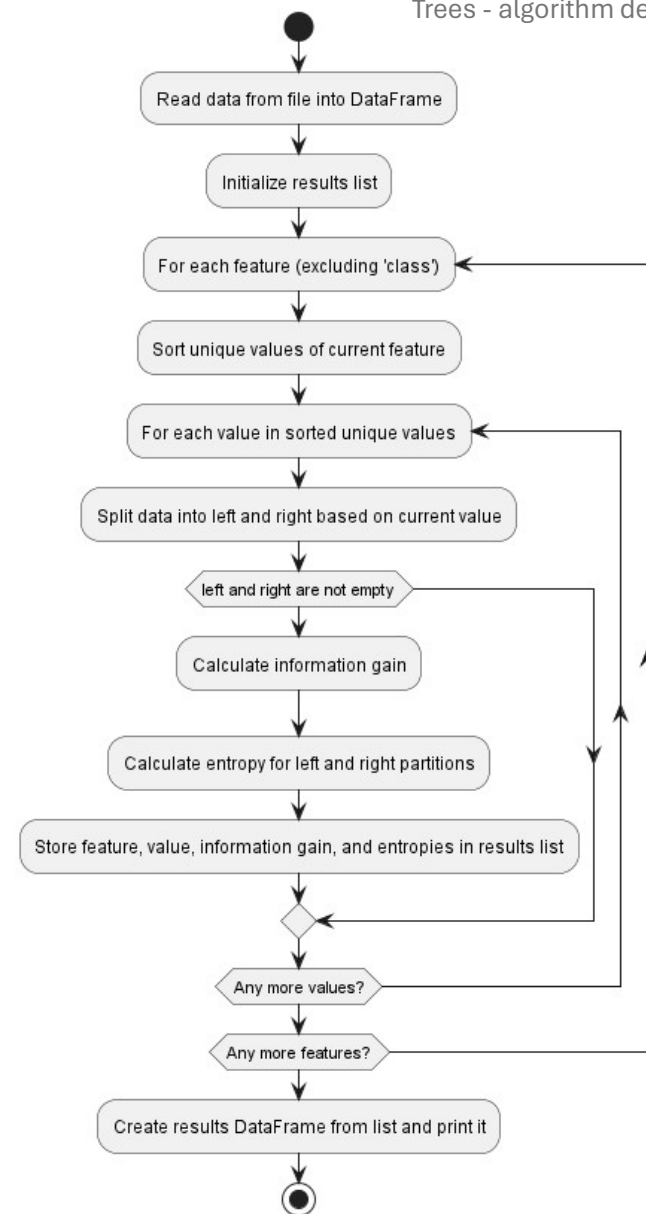 Trees - algorithm de
Read data from file into DataFrame
Initialize results list
For each feature (excluding 'class')
Sort unique values of current feature
For each value in sorted unique values
Split data into left and right based on current value
left and right are not empty
Calculate information gain
Calculate entropy for left and right partitions
Store feature, value, information gain, and entropies in results list
Any more values?
Any more features?
Create results DataFrame from list and print it